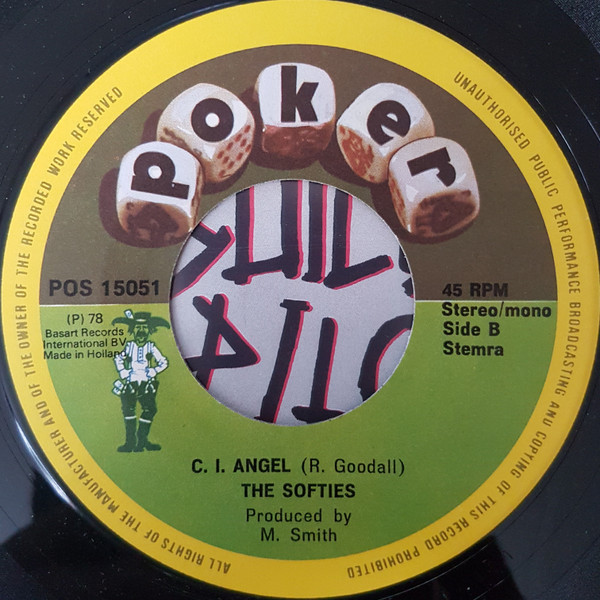 poker
POS 15051
(P) 78
Basart Records
International BV
Made in Holland
45 RPM
Stereo/mono
Side B
Stemra
C. I. ANGEL (R. Goodall)
THE SOFTIES
Produced by
M. Smith
ALL RIGHTS OF THE MANUFACTURER AND OF THE OWNER OF THE RECORDED WORK RESERVED
UNAUTHORISED PUBLIC PERFORMANCE BROADCASTING AND COPYING OF THIS RECORD PROHIBITED